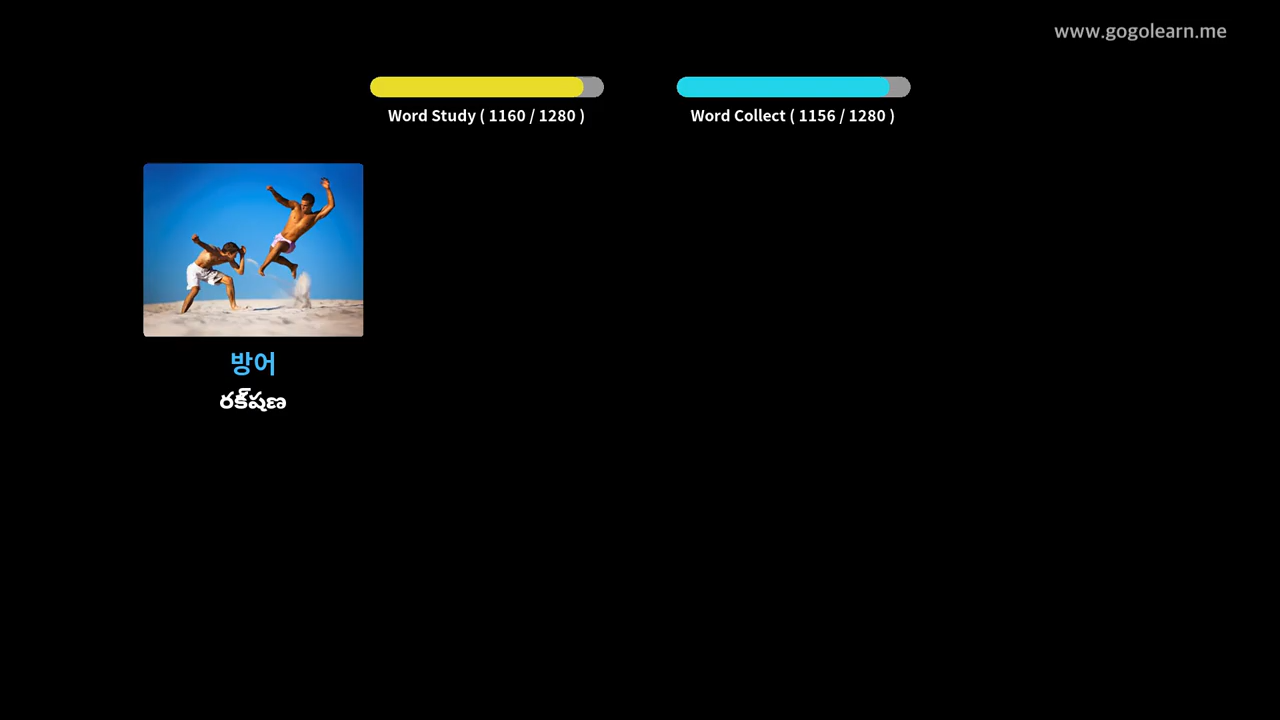 www.gogolearn.me
Word Study ( 1160 / 1280 )
Word Collect ( 1156 / 1280 )
방어
రక్షణ